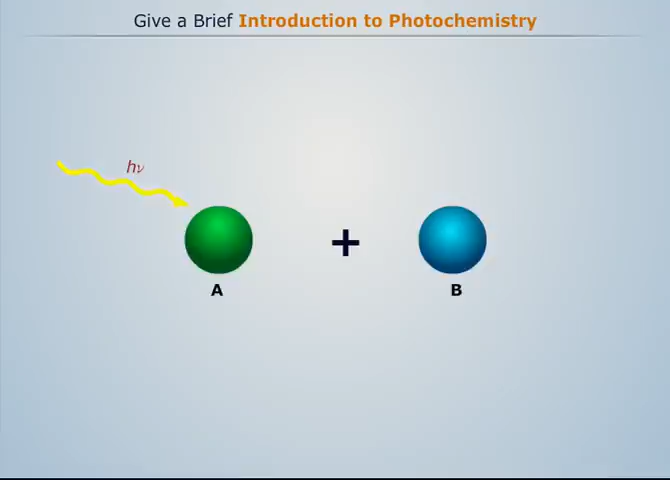 Give a Brief Introduction to Photochemistry
hν
+
A
B